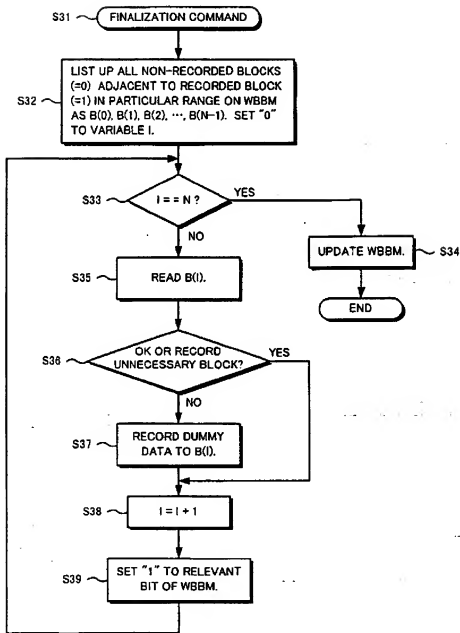 S31
FINALIZATION COMMAND
S32
LIST UP ALL NON-RECORDED BLOCKS
(=0) ADJACENT TO RECORDED BLOCK
(=1) IN PARTICULAR RANGE ON WBBM
AS B(0), B(1), B(2), ···, B(N-1). SET "0"
TO VARIABLE I.
S33
I = = N ?
YES
NO
UPDATE WBBM.
S34
END
S35
READ B(I).
S36
OK OR RECORD
UNNECESSARY BLOCK?
YES
NO
S37
RECORD DUMMY
DATA TO B(I).
S38
I = I + 1
S39
SET "1" TO RELEVANT
BIT OF WBBM.